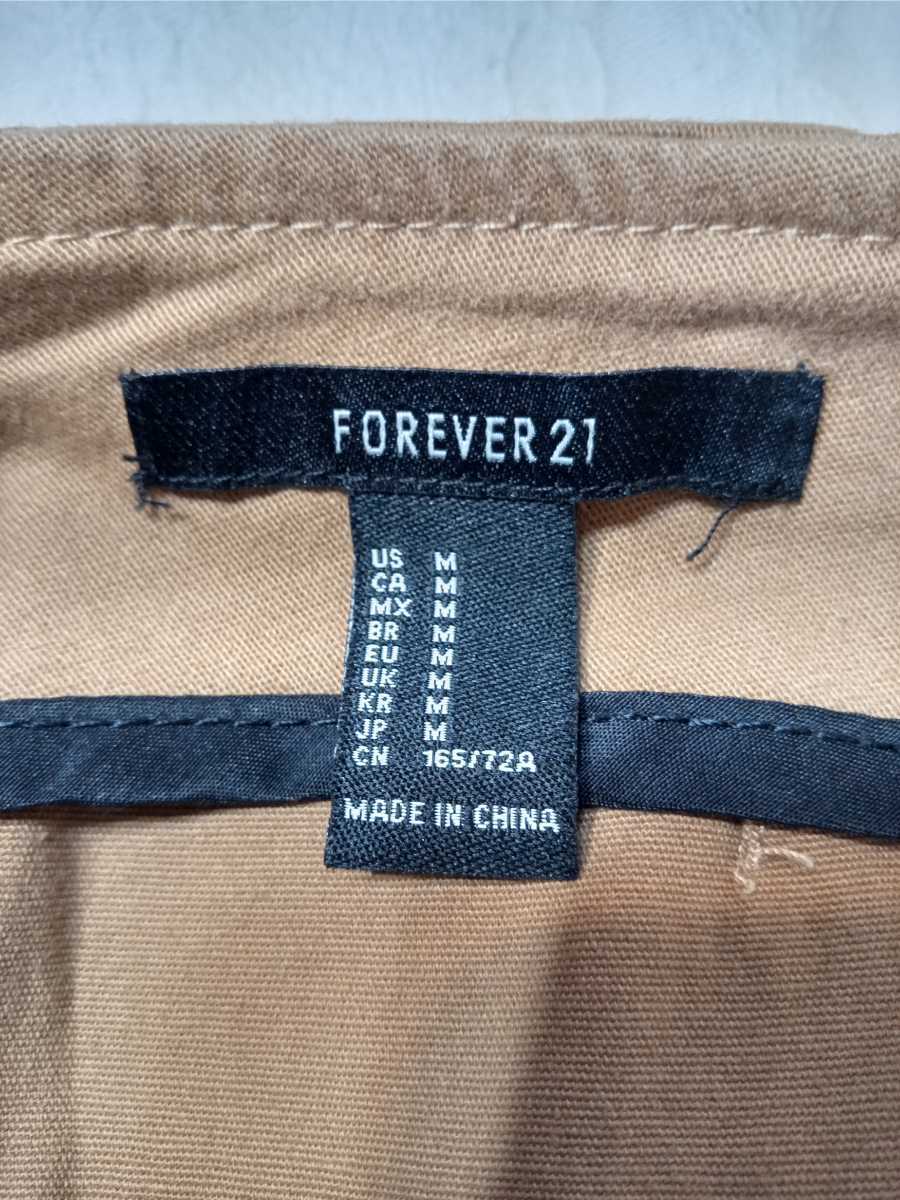 FOREVER 21
US M
CA M
MX M
BR M
EU M
UK M
KR M
JP M
CN 165/72A
MADE IN CHINA